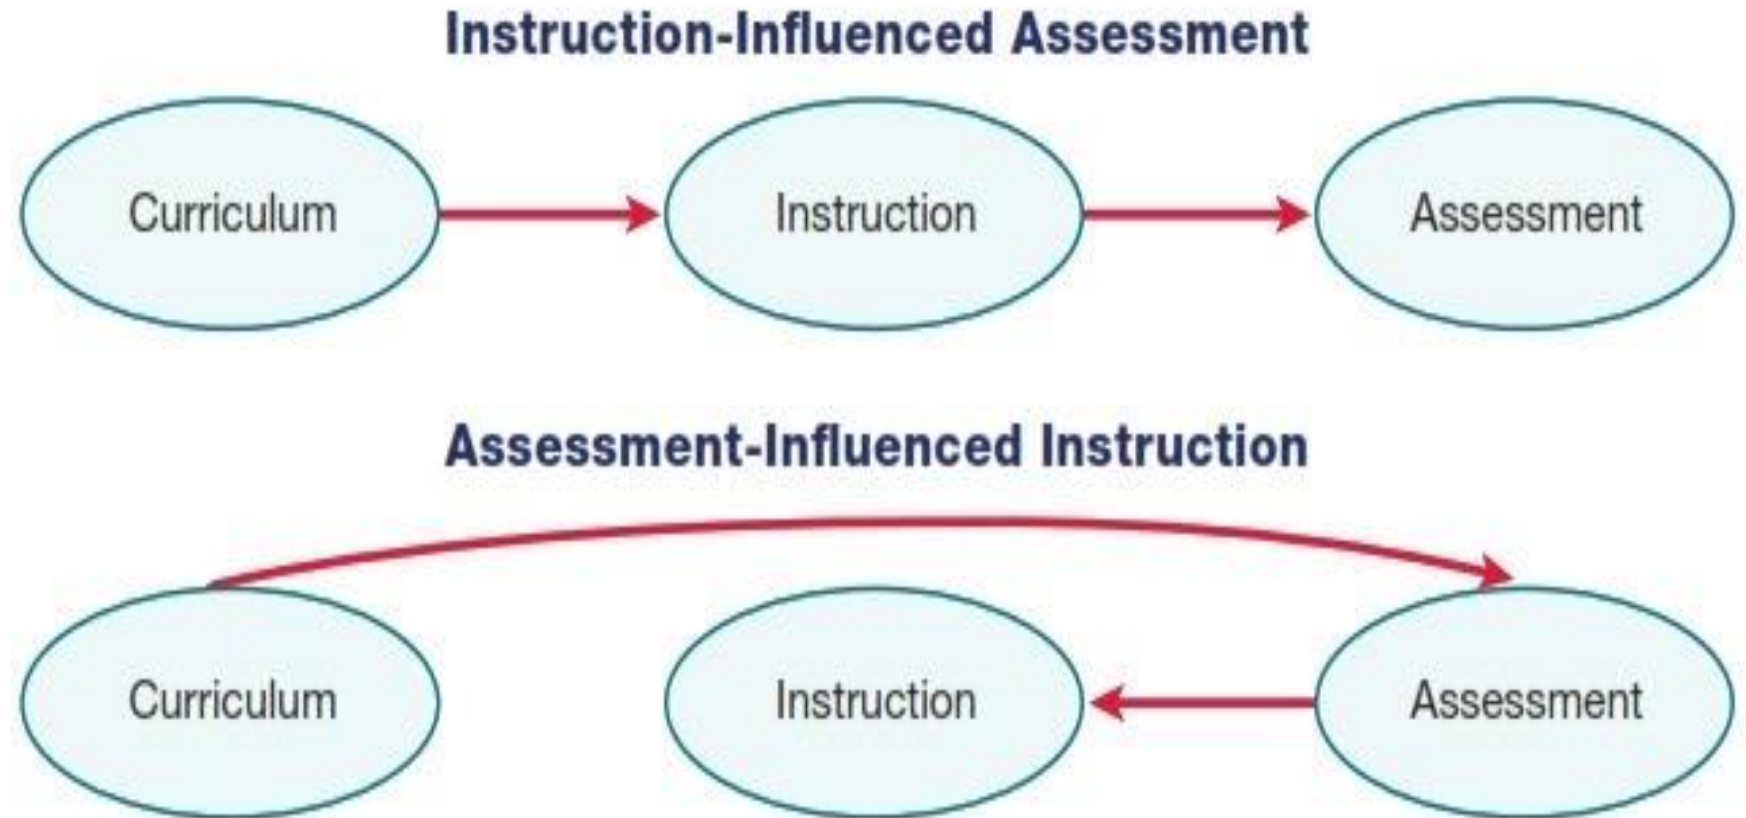 Instruction-Influenced Assessment
Curriculum
Instruction
Assessment
Assessment-Influenced Instruction
Curriculum
Instruction
Assessment